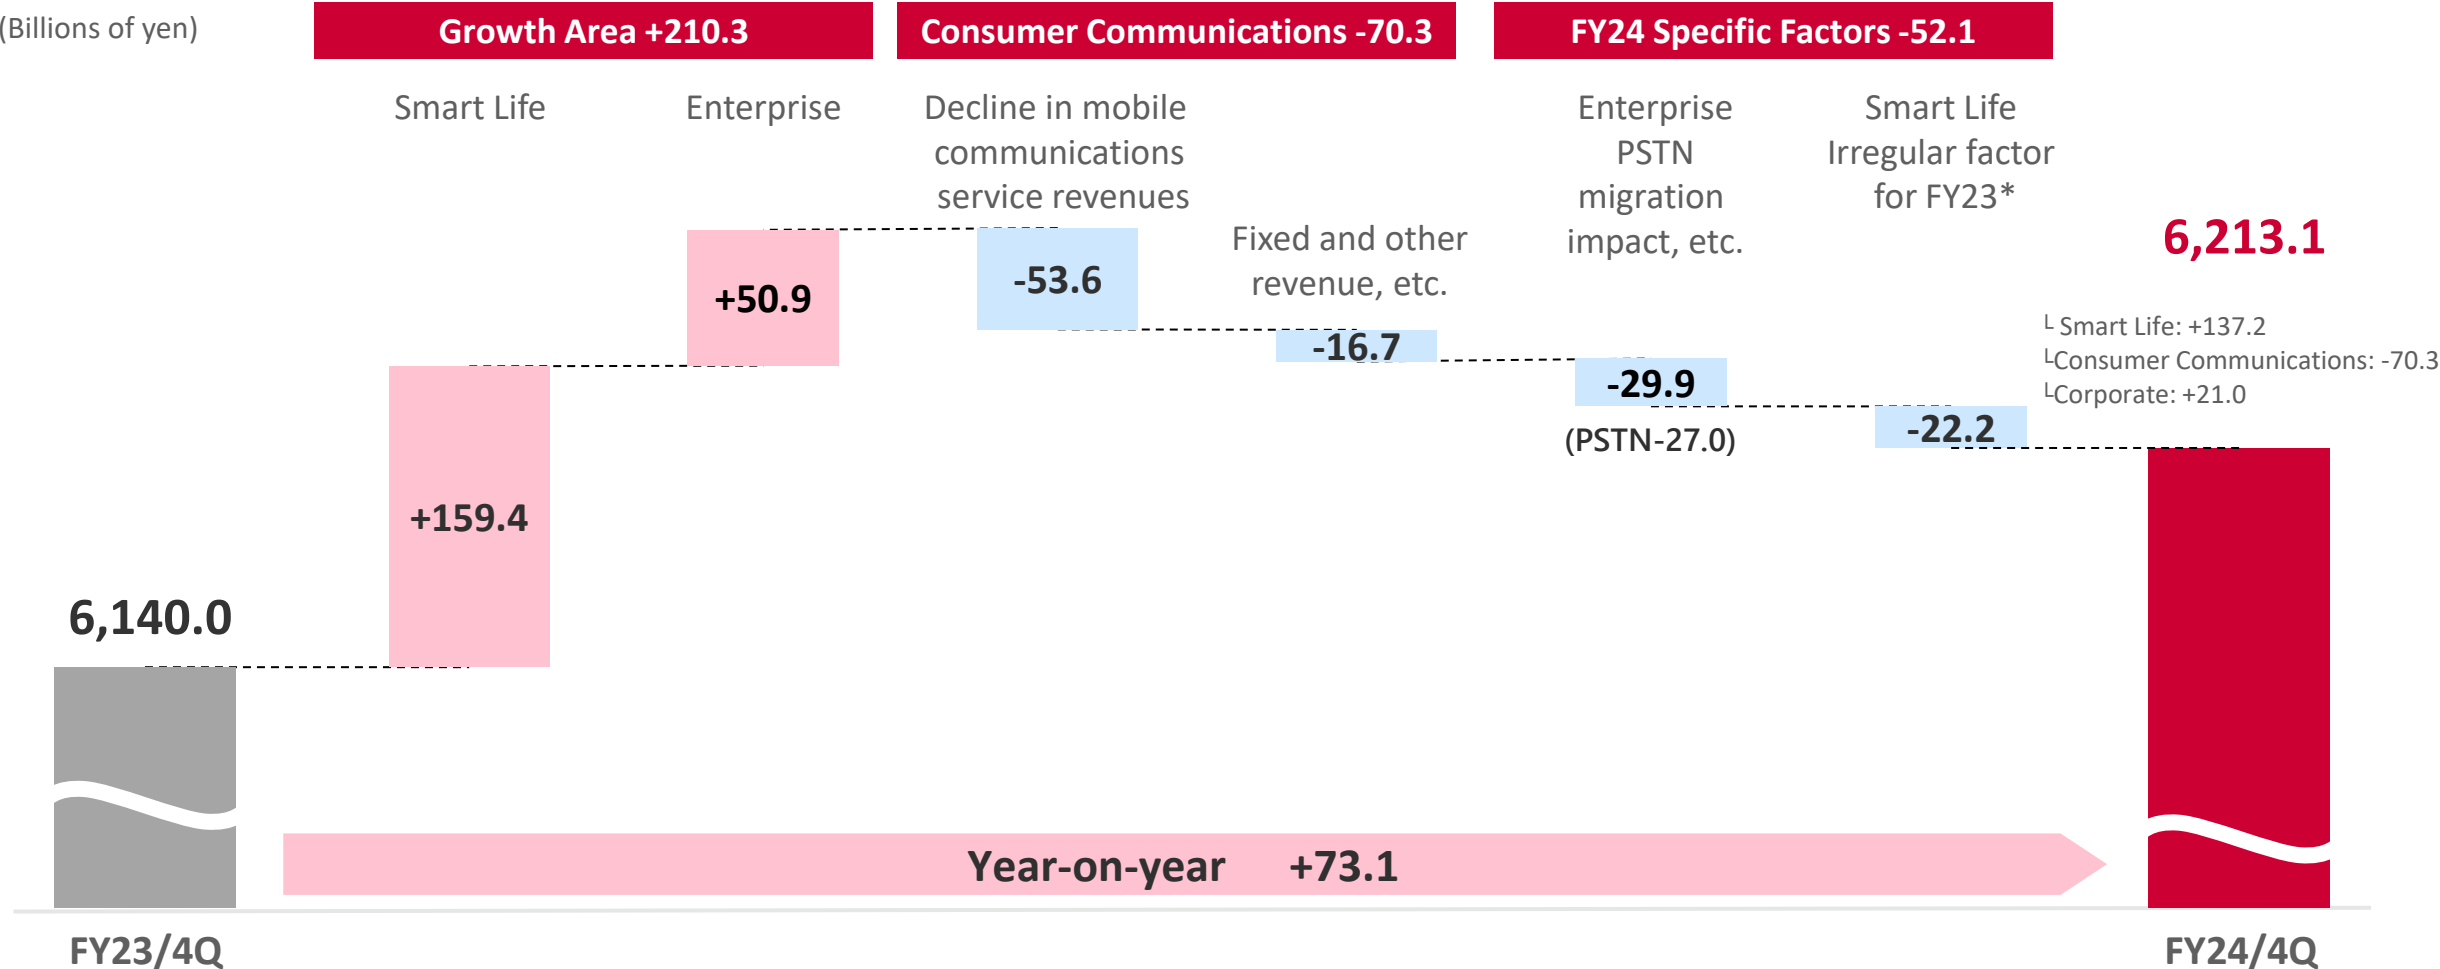 (Billions of yen)
Growth Area +210.3
Consumer Communications -70.3
FY24 Specific Factors -52.1
Smart Life
Enterprise
Decline in mobile
communications
service revenues
Fixed and other
revenue, etc.
Enterprise
PSTN
migration
impact, etc.
Smart Life
Irregular factor
for FY23*
6,140.0
+159.4
+50.9
-53.6
-16.7
-29.9
(PSTN-27.0)
-22.2
6,213.1
└ Smart Life: +137.2
└Consumer Communications: -70.3
└Corporate: +21.0
Year-on-year +73.1
FY23/4Q
FY24/4Q